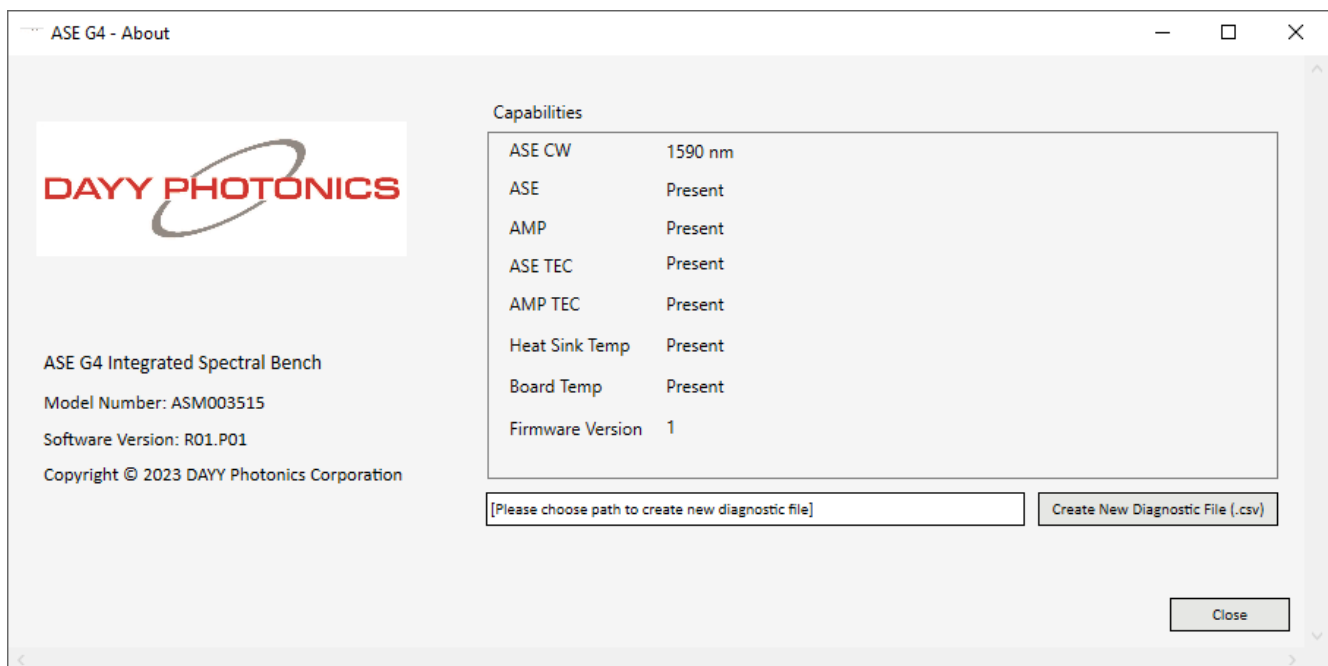 ASE G4 - About
DAYY PHOTONICS
ASE G4 Integrated Spectral Bench
Model Number: ASM003515
Software Version: R01.P01
Copyright © 2023 DAYY Photonics Corporation
Capabilities
ASE CW 1590 nm
ASE Present
AMP Present
ASE TEC Present
AMP TEC Present
Heat Sink Temp Present
Board Temp Present
Firmware Version 1
[Please choose path to create new diagnostic file] Create New Diagnostic File (.csv)
Close